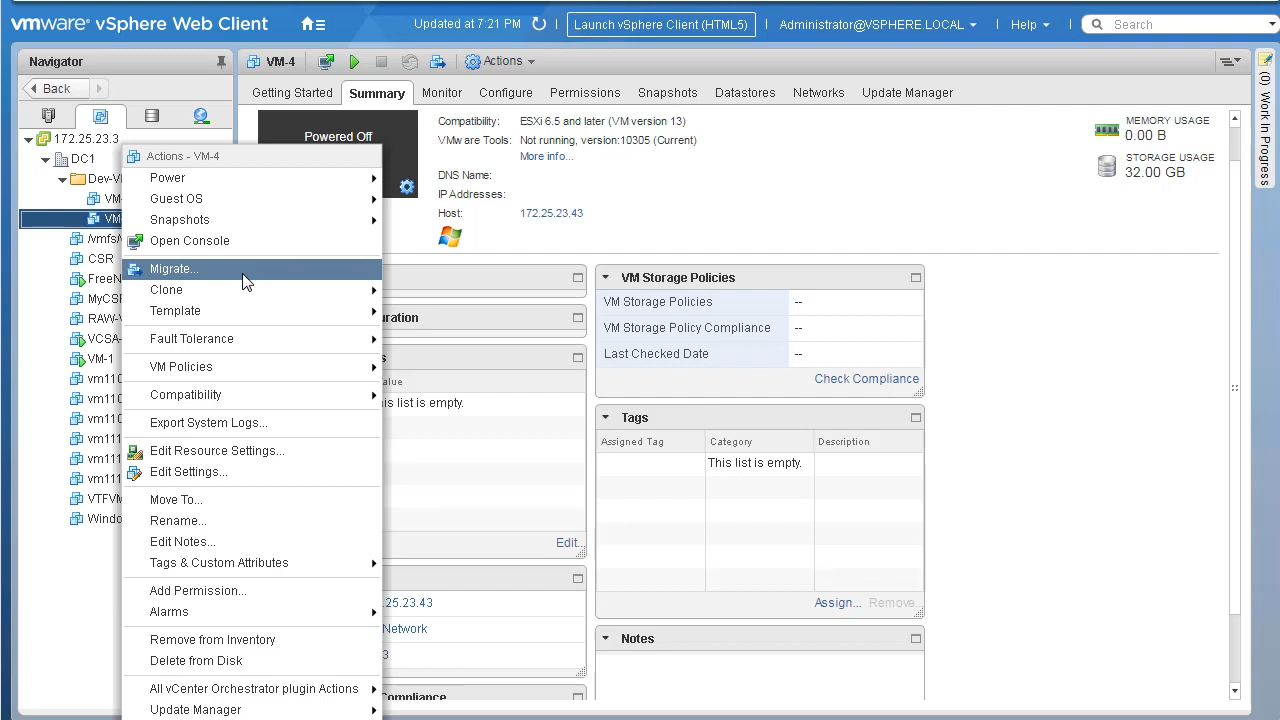 vmware® vSphere Web Client
Updated at 7:21 PM
Launch vSphere Client (HTML5)
Administrator@VSPHERE.LOCAL
Help
Search
Navigator
Back
VM-4
Actions
Getting Started
Summary
Monitor
Configure
Permissions
Snapshots
Datastores
Networks
Update Manager
(0) Work In Progress
172.25.23.3
DC1
Dev-VM
VM
VM
/vmfs/v
CSR
FreeN
MyCSR
RAW-V
VCSA-
VM-1
vm110
vm110
vm110
vm111
vm111
vm111
VTFVM
Windo
Actions - VM-4
Power
Guest OS
Snapshots
Open Console
Migrate...
Clone
Template
Fault Tolerance
VM Policies
Compatibility
Export System Logs...
Edit Resource Settings...
Edit Settings...
Move To...
Rename...
Edit Notes...
Tags & Custom Attributes
Add Permission...
Alarms
Remove from Inventory
Delete from Disk
All vCenter Orchestrator plugin Actions
Update Manager
Powered Off
Compatibility: ESXi 6.5 and later (VM version 13)
VMware Tools: Not running, version:10305 (Current)
More info...
DNS Name:
IP Addresses:
Host: 172.25.23.43
MEMORY USAGE
0.00 B
STORAGE USAGE
32.00 GB
uration
s
alue
is list is empty.
Edit...
.25.23.43
Network
3
Compliance
VM Storage Policies
VM Storage Policies --
VM Storage Policy Compliance --
Last Checked Date --
Check Compliance
Tags
Assigned Tag Category Description
This list is empty.
Assign... Remove...
Notes